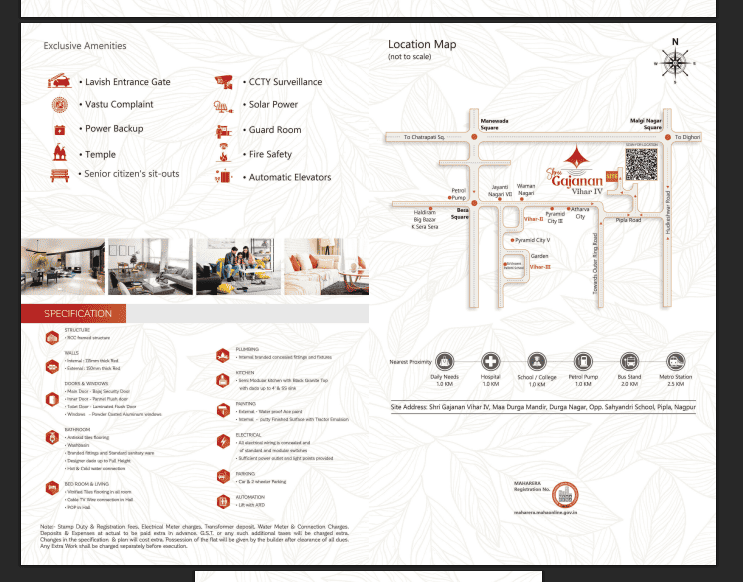 Exclusive Amenities
• Lavish Entrance Gate
• Vastu Complaint
• Power Backup
• Temple
• Senior citizen's sit-outs
• CCTY Surveillance
• Solar Power
• Guard Room
• Fire Safety
• Automatic Elevators
SPECIFICATION
STRUCTURE
• RCC framed structure
WALLS
• Internal : 115mm thick Red
• External : 150mm thick Red
DOORS & WINDOWS
• Main Door - Bajaj Security Door
• Inner Door - Pannel Flush door
• Toilet Door - Luminated Flush Door
• Windows - Powder Coated Aluminum windows
BATHROOM
• Antiskid tiles flooring
• Washbasin
• Branded fittings and Standard sanitary ware
• Designer dado up to Full Height
• Hot & Cold water connection
BED ROOM & LIVING
• Vitrified Tiles flooring in all room
• Cable TV Wire connection in Hall
• POP in Hall
PLUMBING
• Internal branded concealed fittings and fixtures
KITCHEN
• Semi Modular kitchen with Black Granite Top
with dado up to 4' & SS sink
PAINTING
• External - Water proof Ace paint
• Internal - putty Finished Surface with Tractor Emulsion
ELECTRICAL
• All electrical wiring is concealed and
of standard and modular switches
• Sufficient power outlet and light points provided
PARKING
• Car & 2 wheeler Parking
AUTOMATION
• Lift with ARD
Note:- Stamp Duty & Registration fees, Electrical Meter charges, Transformer deposit, Water Meter & Connection Charges.
Deposits & Expenses at actual to be paid extra in advance. G.S.T. or any such additional taxes will be charged extra.
Changes in the specification & plan will cost extra. Possession of the flat will be given by the builder after clearance of all dues.
Any Extra Work shall be charged separately before execution.
Location Map
(not to scale)
N
E
S
W
Manewada
Square
Malgi Nagar
Square
To Chatrapati Sq.
To Dighori
SCAN FOR LOCATION
Shri
Gajanan
Vihar IV
SITE
Petrol
Pump
Jayanti
Nagari VII
Waman
Nagari
Haldiram
Big Bazar
K Sera Sera
Besa
Square
Vihar-II
Pyramid
City III
Atharva
City
Pipla Road
Hudkeshwar Road
Pyramid City V
Garden
Vihar-III
Towards Outer Ring Road
Nearest Proximity
Daily Needs
1.0 KM
Hospital
1.0 KM
School / College
1.0 KM
Petrol Pump
1.0 KM
Bus Stand
2.0 KM
Metro Station
2.5 KM
Site Address: Shri Gajanan Vihar IV, Maa Durga Mandir, Durga Nagar, Opp. Sahyandri School, Pipla, Nagpur
MAHARERA
Registration No.
maharera.mahaonline.gov.in